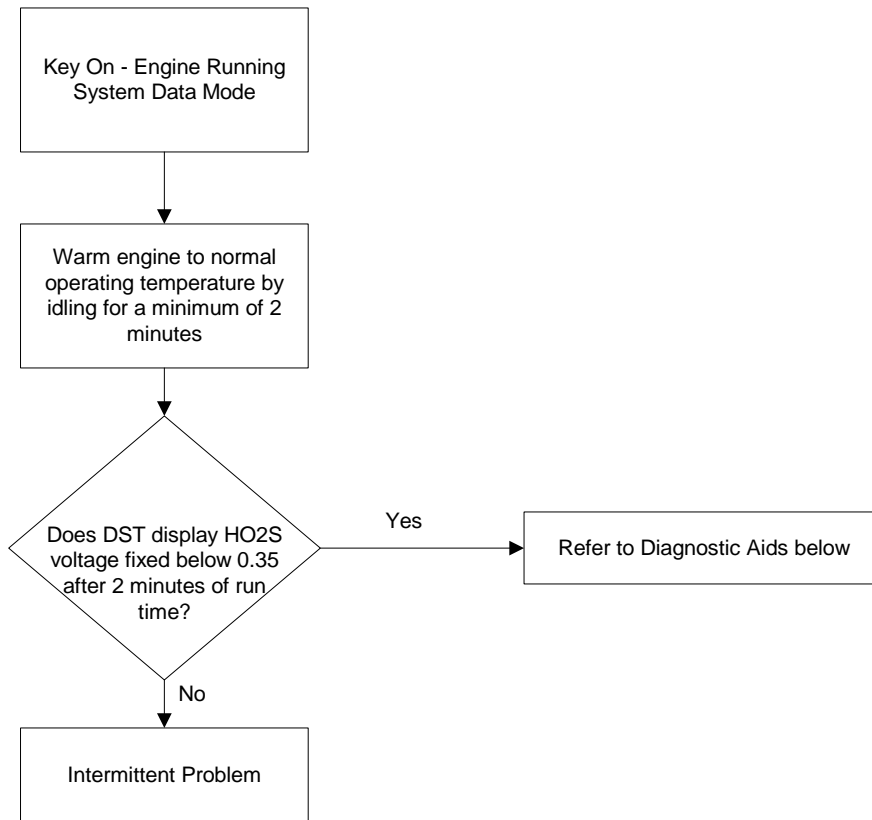 Key On - Engine Running
System Data Mode
Warm engine to normal
operating temperature by
idling for a minimum of 2
minutes
Does DST display HO2S
voltage fixed below 0.35
after 2 minutes of run
time?
Yes
Refer to Diagnostic Aids below
No
Intermittent Problem